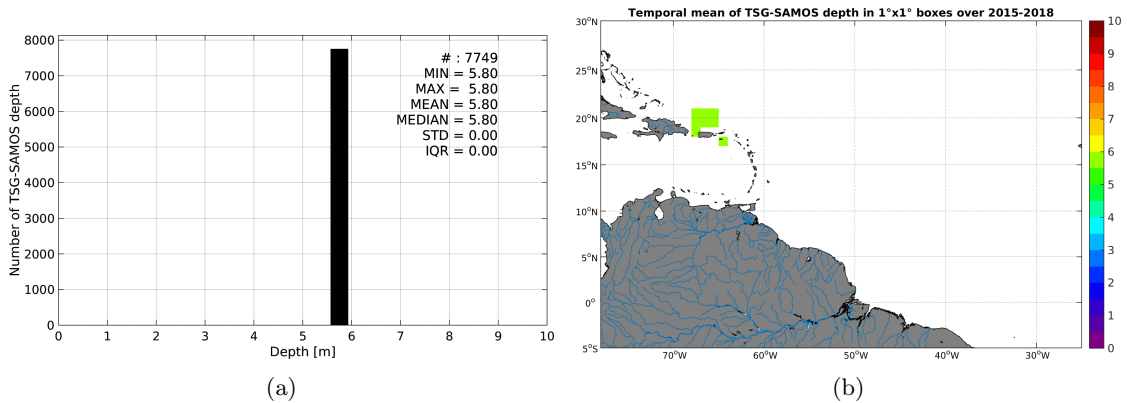 8000
7000
6000
5000
4000
3000
2000
1000
0
Number of TSG-SAMOS depth
# : 7749
MIN = 5.80
MAX = 5.80
MEAN = 5.80
MEDIAN = 5.80
STD = 0.00
IQR = 0.00
0 1 2 3 4 5 6 7 8 9 10
Depth [m]
(a)
Temporal mean of TSG-SAMOS depth in 1°x1° boxes over 2015-2018
30°N
25°N
20°N
15°N
10°N
5°N
0°
5°S
70°W 60°W 50°W 40°W 30°W
10
9
8
7
6
5
4
3
2
1
0
(b)